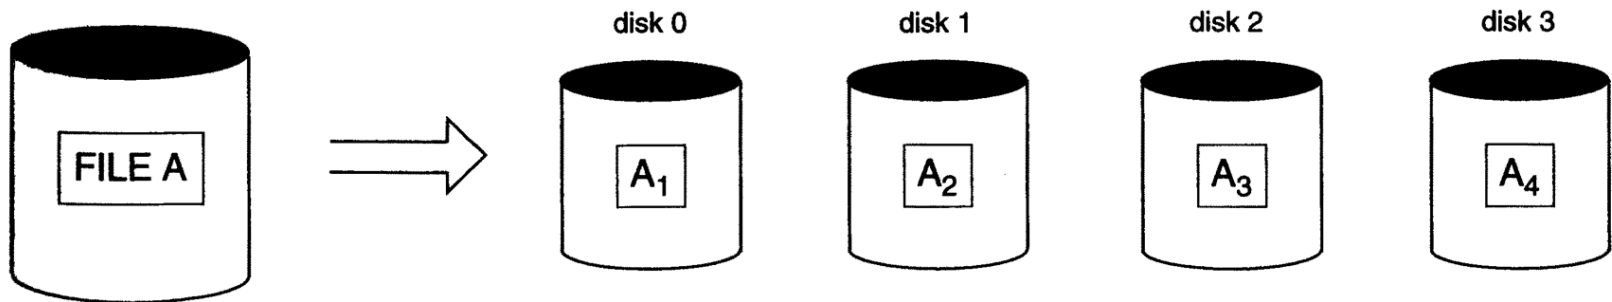 disk 0
disk 1
disk 2
disk 3
FILE A
A₁
A₂
A₃
A₄